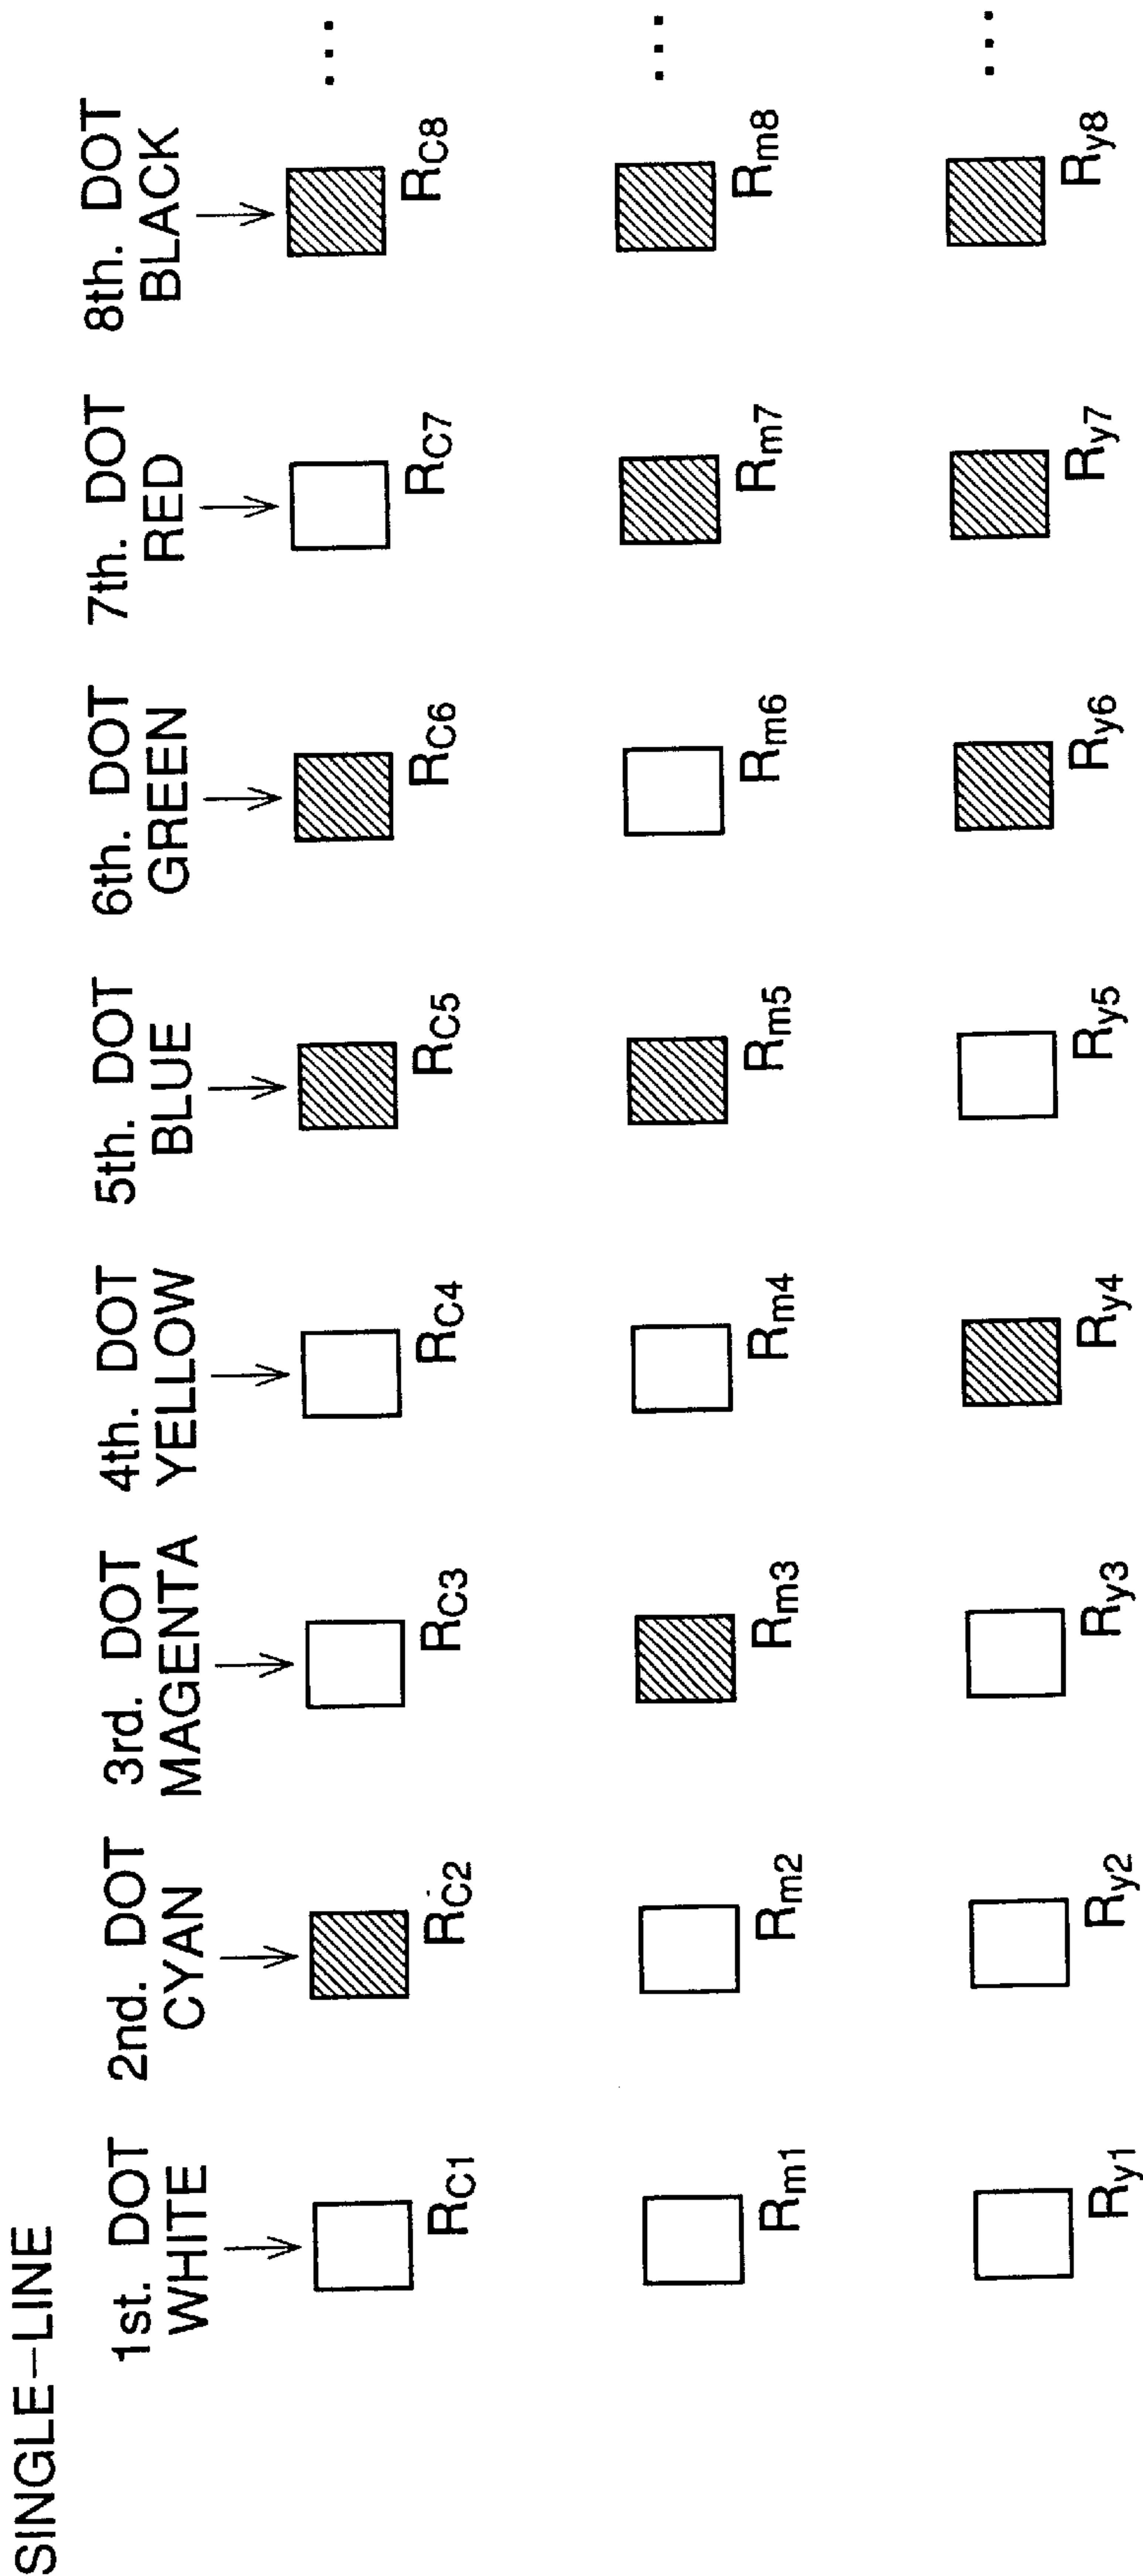 SINGLE-LINE
1st. DOT 2nd. DOT 3rd. DOT 4th. DOT 5th. DOT 6th. DOT 7th. DOT 8th. DOT
WHITE CYAN MAGENTA YELLOW BLUE GREEN RED BLACK
...
RC1 RC2 RC3 RC4 RC5 RC6 RC7 RC8
...
Rm1 Rm2 Rm3 Rm4 Rm5 Rm6 Rm7 Rm8
...
Ry1 Ry2 Ry3 Ry4 Ry5 Ry6 Ry7 Ry8